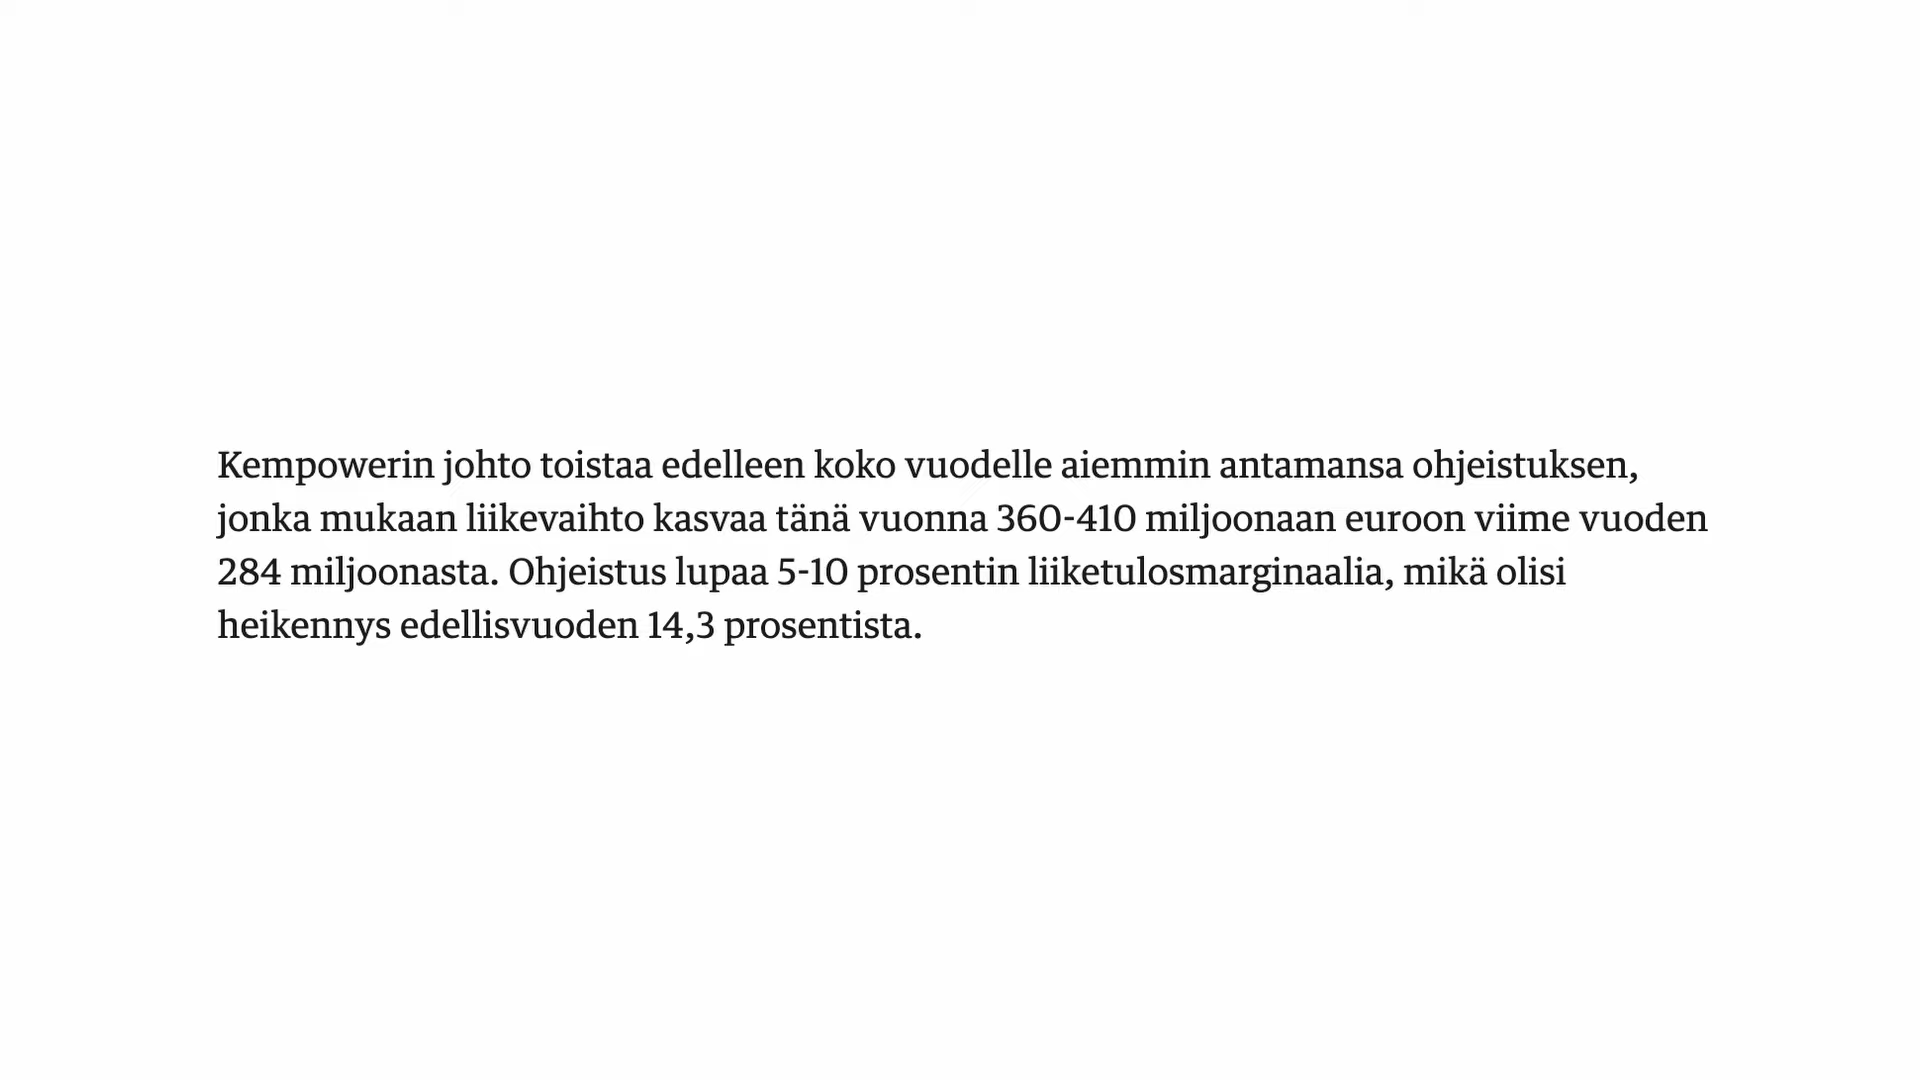 Kempowerin johto toistaa edelleen koko vuodelle aiemmin antamansa ohjeistuksen,
jonka mukaan liikevaihto kasvaa tänä vuonna 360-410 miljoonaan euroon viime vuoden
284 miljoonasta. Ohjeistus lupaa 5-10 prosentin liiketulosmarginaalia, mikä olisi
heikennys edellisvuoden 14,3 prosentista.